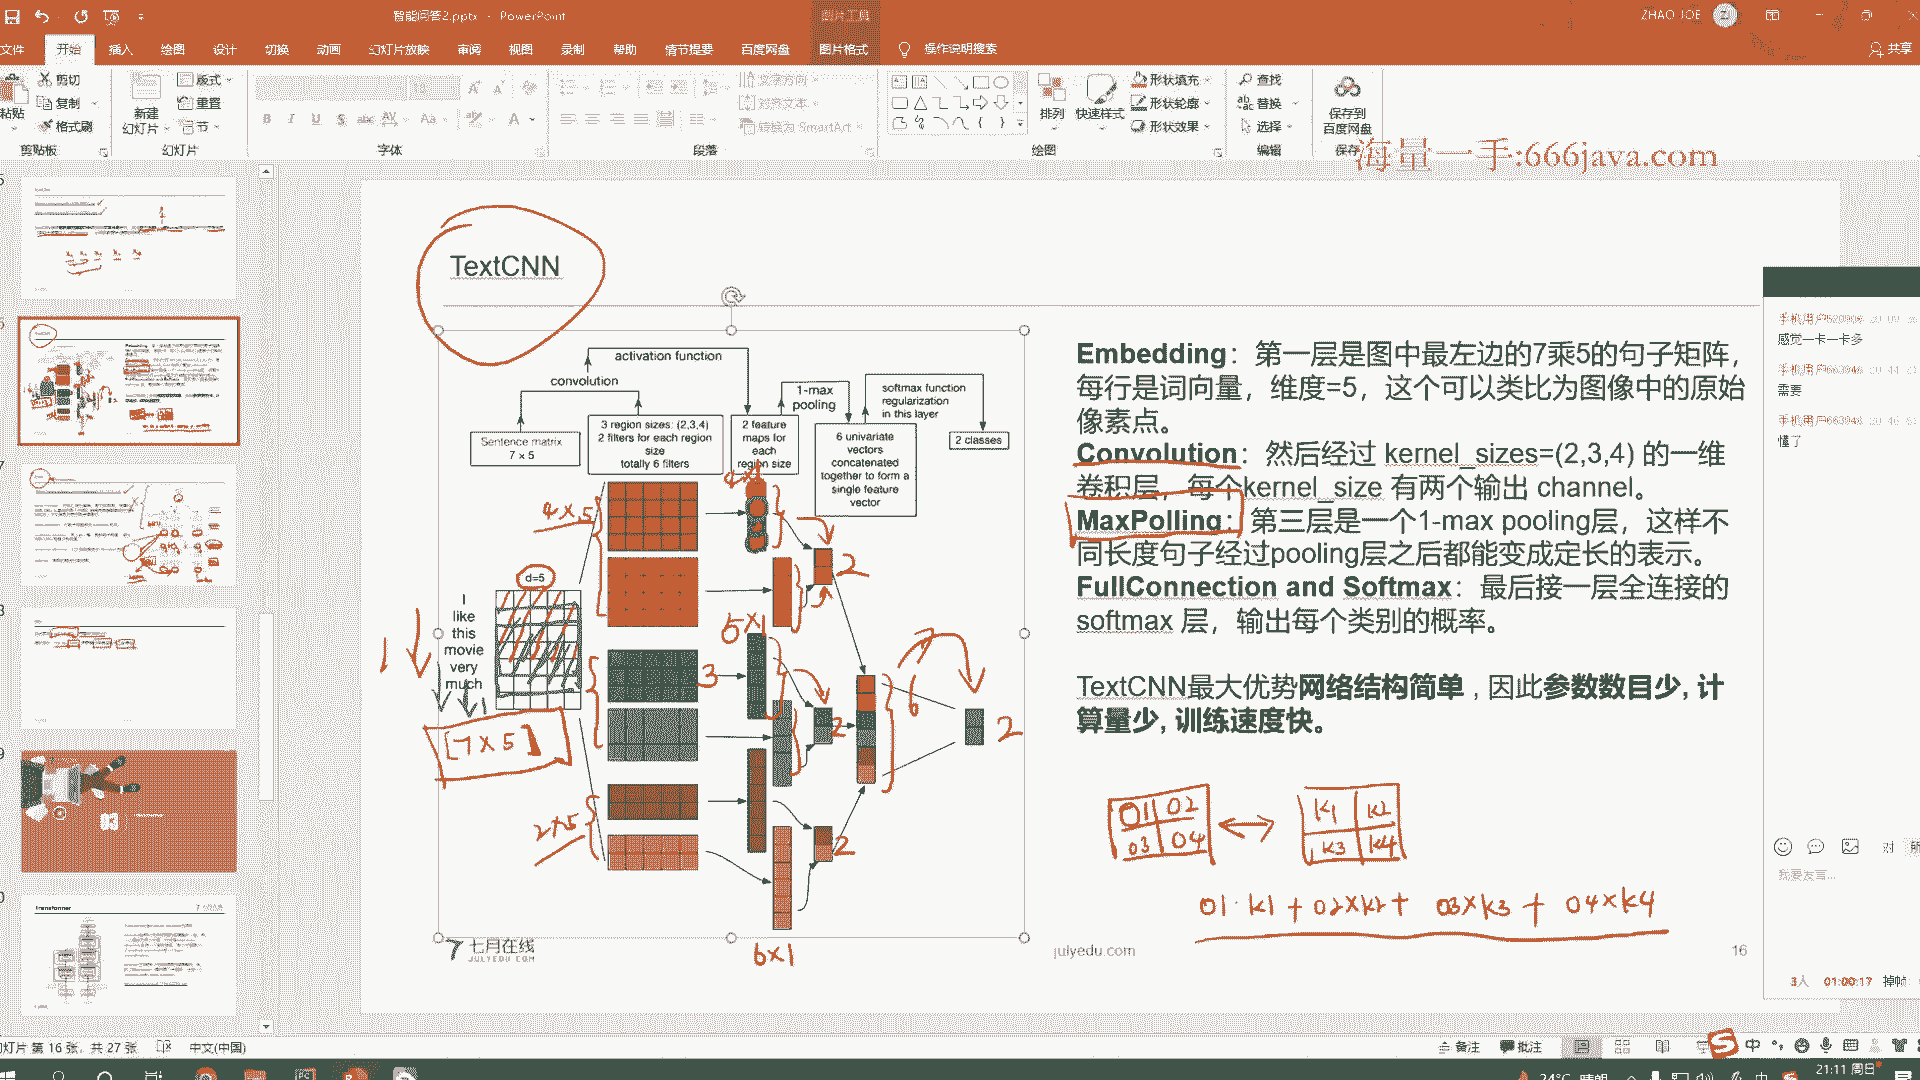 智能问答2.pptx - PowerPoint
图片工具
ZHAO JOE
文件 开始 插入 绘图 设计 切换 动画 幻灯片放映 审阅 视图 录制 帮助 情节提要 百度网盘 图片格式 操作说明搜索
共享
剪切
复制
格式刷
粘贴
剪贴板
新建
幻灯片
版式
重置
节
幻灯片
字体
文字方向
对齐文本
转换为 SmartArt
段落
排列
快速样式
形状填充
形状轮廓
形状效果
绘图
查找
替换
选择
编辑
保存到
百度网盘
保存
海量一手:666java.com
TextCNN
activation function
convolution
1-max
pooling
softmax function
regularization
in this layer
Sentence matrix
7 × 5
3 region sizes: (2,3,4)
2 filters for each region
size
totally 6 filters
2 feature
maps for
each
region size
6 univariate
vectors
concatenated
together to form a
single feature
vector
2 classes
4×5
4×1
d=5
I
like
this
movie
very
much
[7×5]
2×5
3
5×1
6×1
2
2
2
6
2
Embedding：第一层是图中最左边的7乘5的句子矩阵，
每行是词向量，维度=5，这个可以类比为图像中的原始
像素点。
Convolution：然后经过 kernel_sizes=(2,3,4) 的一维
卷积层，每个kernel_size 有两个输出 channel。
MaxPolling：第三层是一个1-max pooling层，这样不
同长度句子经过pooling层之后都能变成定长的表示。
FullConnection and Softmax：最后接一层全连接的
softmax 层，输出每个类别的概率。
TextCNN最大优势网络结构简单，因此参数数目少, 计
算量少, 训练速度快。
01 02
03 04
K1 K2
K3 K4
01·K1 + 02×K2 + 03×K3 + 04×K4
七月在线
JULYEDU.COM
julyedu.com
16
感觉一卡一卡多
需要
懂了
我要发言...
3人 01:00:17 掉帧
Transformer
幻灯片 第 16 张，共 27 张 中文(中国)
备注 批注
中
24°C 晴朗
21:11 周日